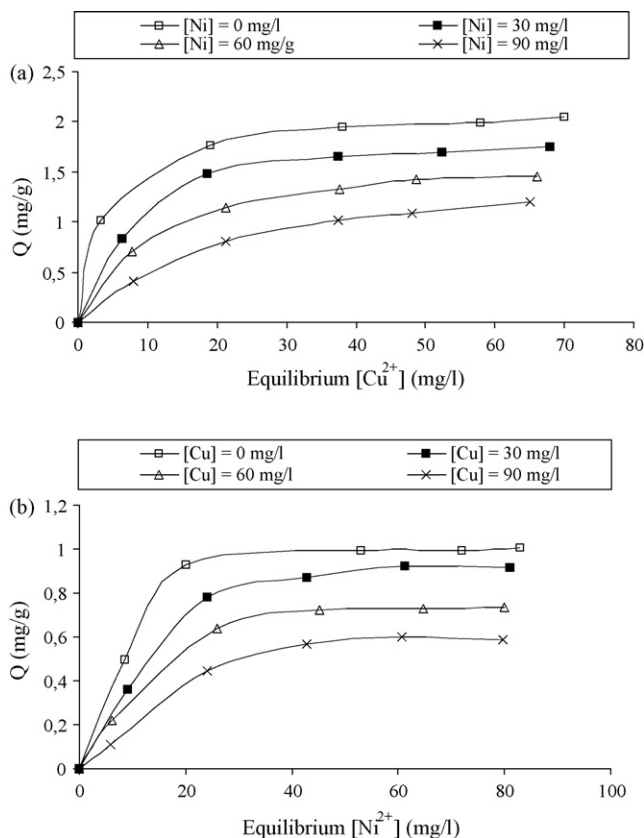 [Ni] = 0 mg/l [Ni] = 30 mg/l
[Ni] = 60 mg/g [Ni] = 90 mg/l
(a)
2,5
2
1,5
1
0,5
0
Q (mg/g)
0 10 20 30 40 50 60 70 80
Equilibrium [Cu²⁺] (mg/l)
[Cu] = 0 mg/l [Cu] = 30 mg/l
[Cu] = 60 mg/l [Cu] = 90 mg/l
(b)
1,2
1
0,8
0,6
0,4
0,2
0
Q (mg/g)
0 20 40 60 80 100
Equilibrium [Ni²⁺] (mg/l)